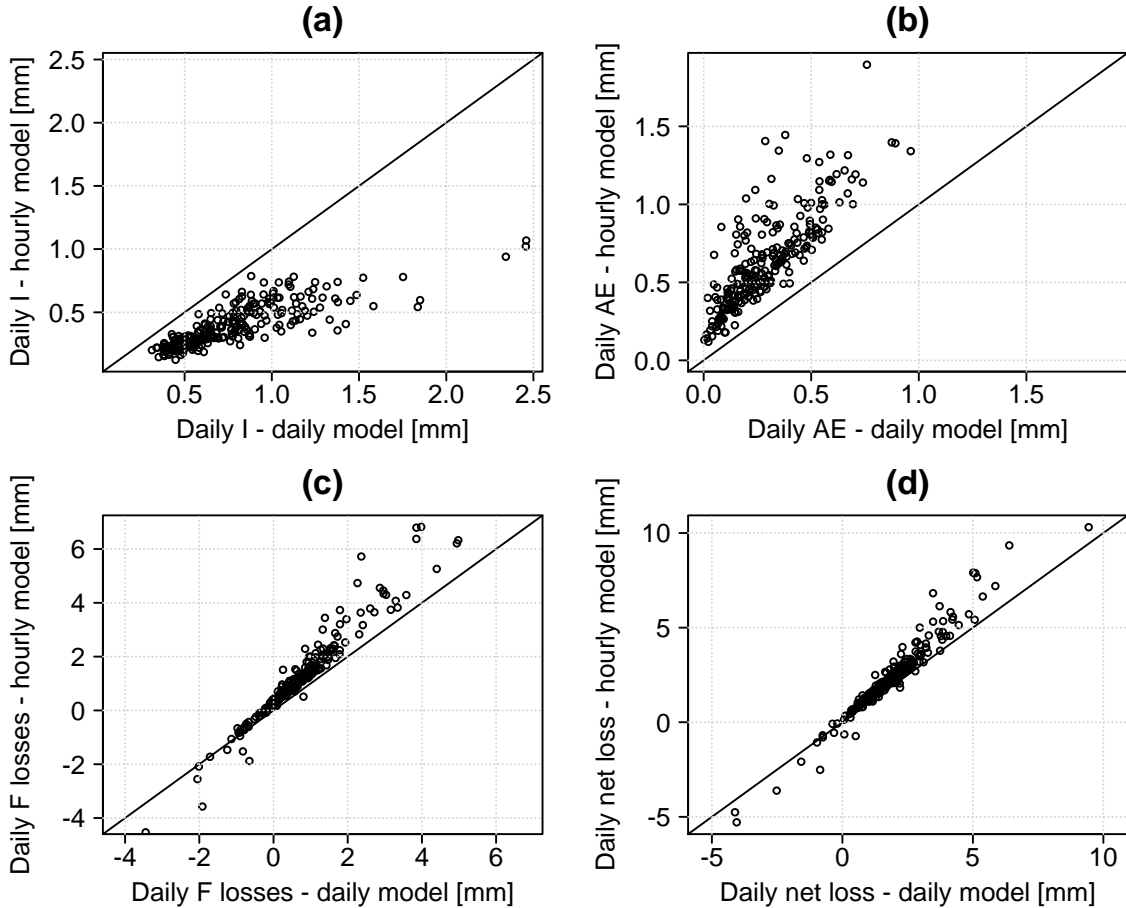 (a)
Daily I - hourly model [mm]
2.5
2.0
1.5
1.0
0.5
0.5 1.0 1.5 2.0 2.5
Daily I - daily model [mm]
(b)
Daily AE - hourly model [mm]
1.5
1.0
0.5
0.0
0.0 0.5 1.0 1.5
Daily AE - daily model [mm]
(c)
Daily F losses - hourly model [mm]
6
4
2
0
-2
-4
-4 -2 0 2 4 6
Daily F losses - daily model [mm]
(d)
Daily net loss - hourly model [mm]
10
5
0
-5
-5 0 5 10
Daily net loss - daily model [mm]